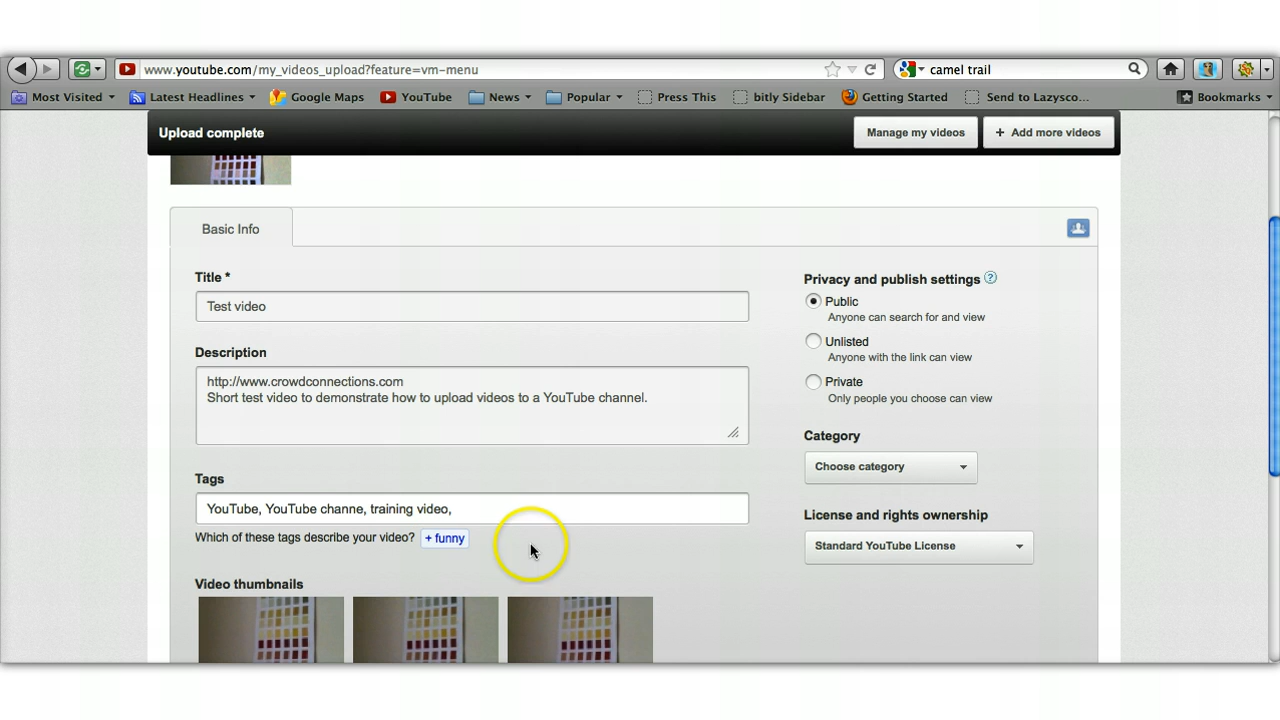 www.youtube.com/my_videos_upload?feature=vm-menu
camel trail
Most Visited
Latest Headlines
Google Maps
YouTube
News
Popular
Press This
bitly Sidebar
Getting Started
Send to Lazysco...
Bookmarks
Upload complete
Manage my videos
+ Add more videos
Basic Info
Title *
Test video
Description
http://www.crowdconnections.com
Short test video to demonstrate how to upload videos to a YouTube channel.
Tags
YouTube, YouTube channe, training video,
Which of these tags describe your video? + funny
Video thumbnails
Privacy and publish settings ?
Public
Anyone can search for and view
Unlisted
Anyone with the link can view
Private
Only people you choose can view
Category
Choose category
License and rights ownership
Standard YouTube License